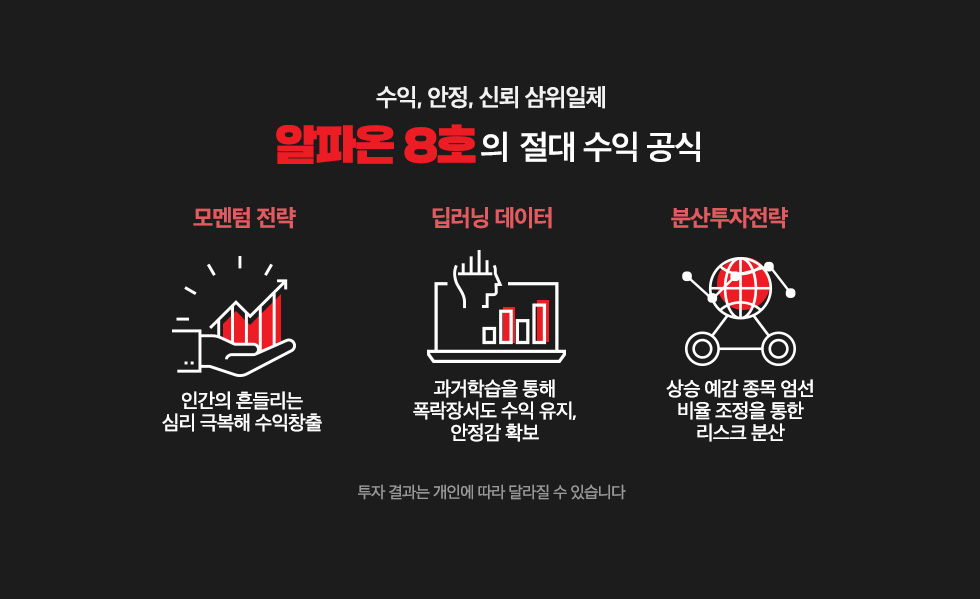 수익, 안정, 신뢰 삼위일체
알파온 8호의 절대 수익 공식
모멘텀 전략
인간의 흔들리는
심리 극복해 수익창출
딥러닝 데이터
과거학습을 통해
폭락장서도 수익 유지,
안정감 확보
분산투자전략
상승 예감 종목 엄선
비율 조정을 통한
리스크 분산
투자 결과는 개인에 따라 달라질 수 있습니다